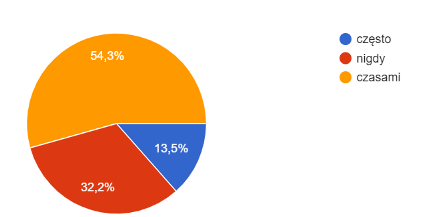 54,3%
13,5%
32,2%
często
nigdy
czasami